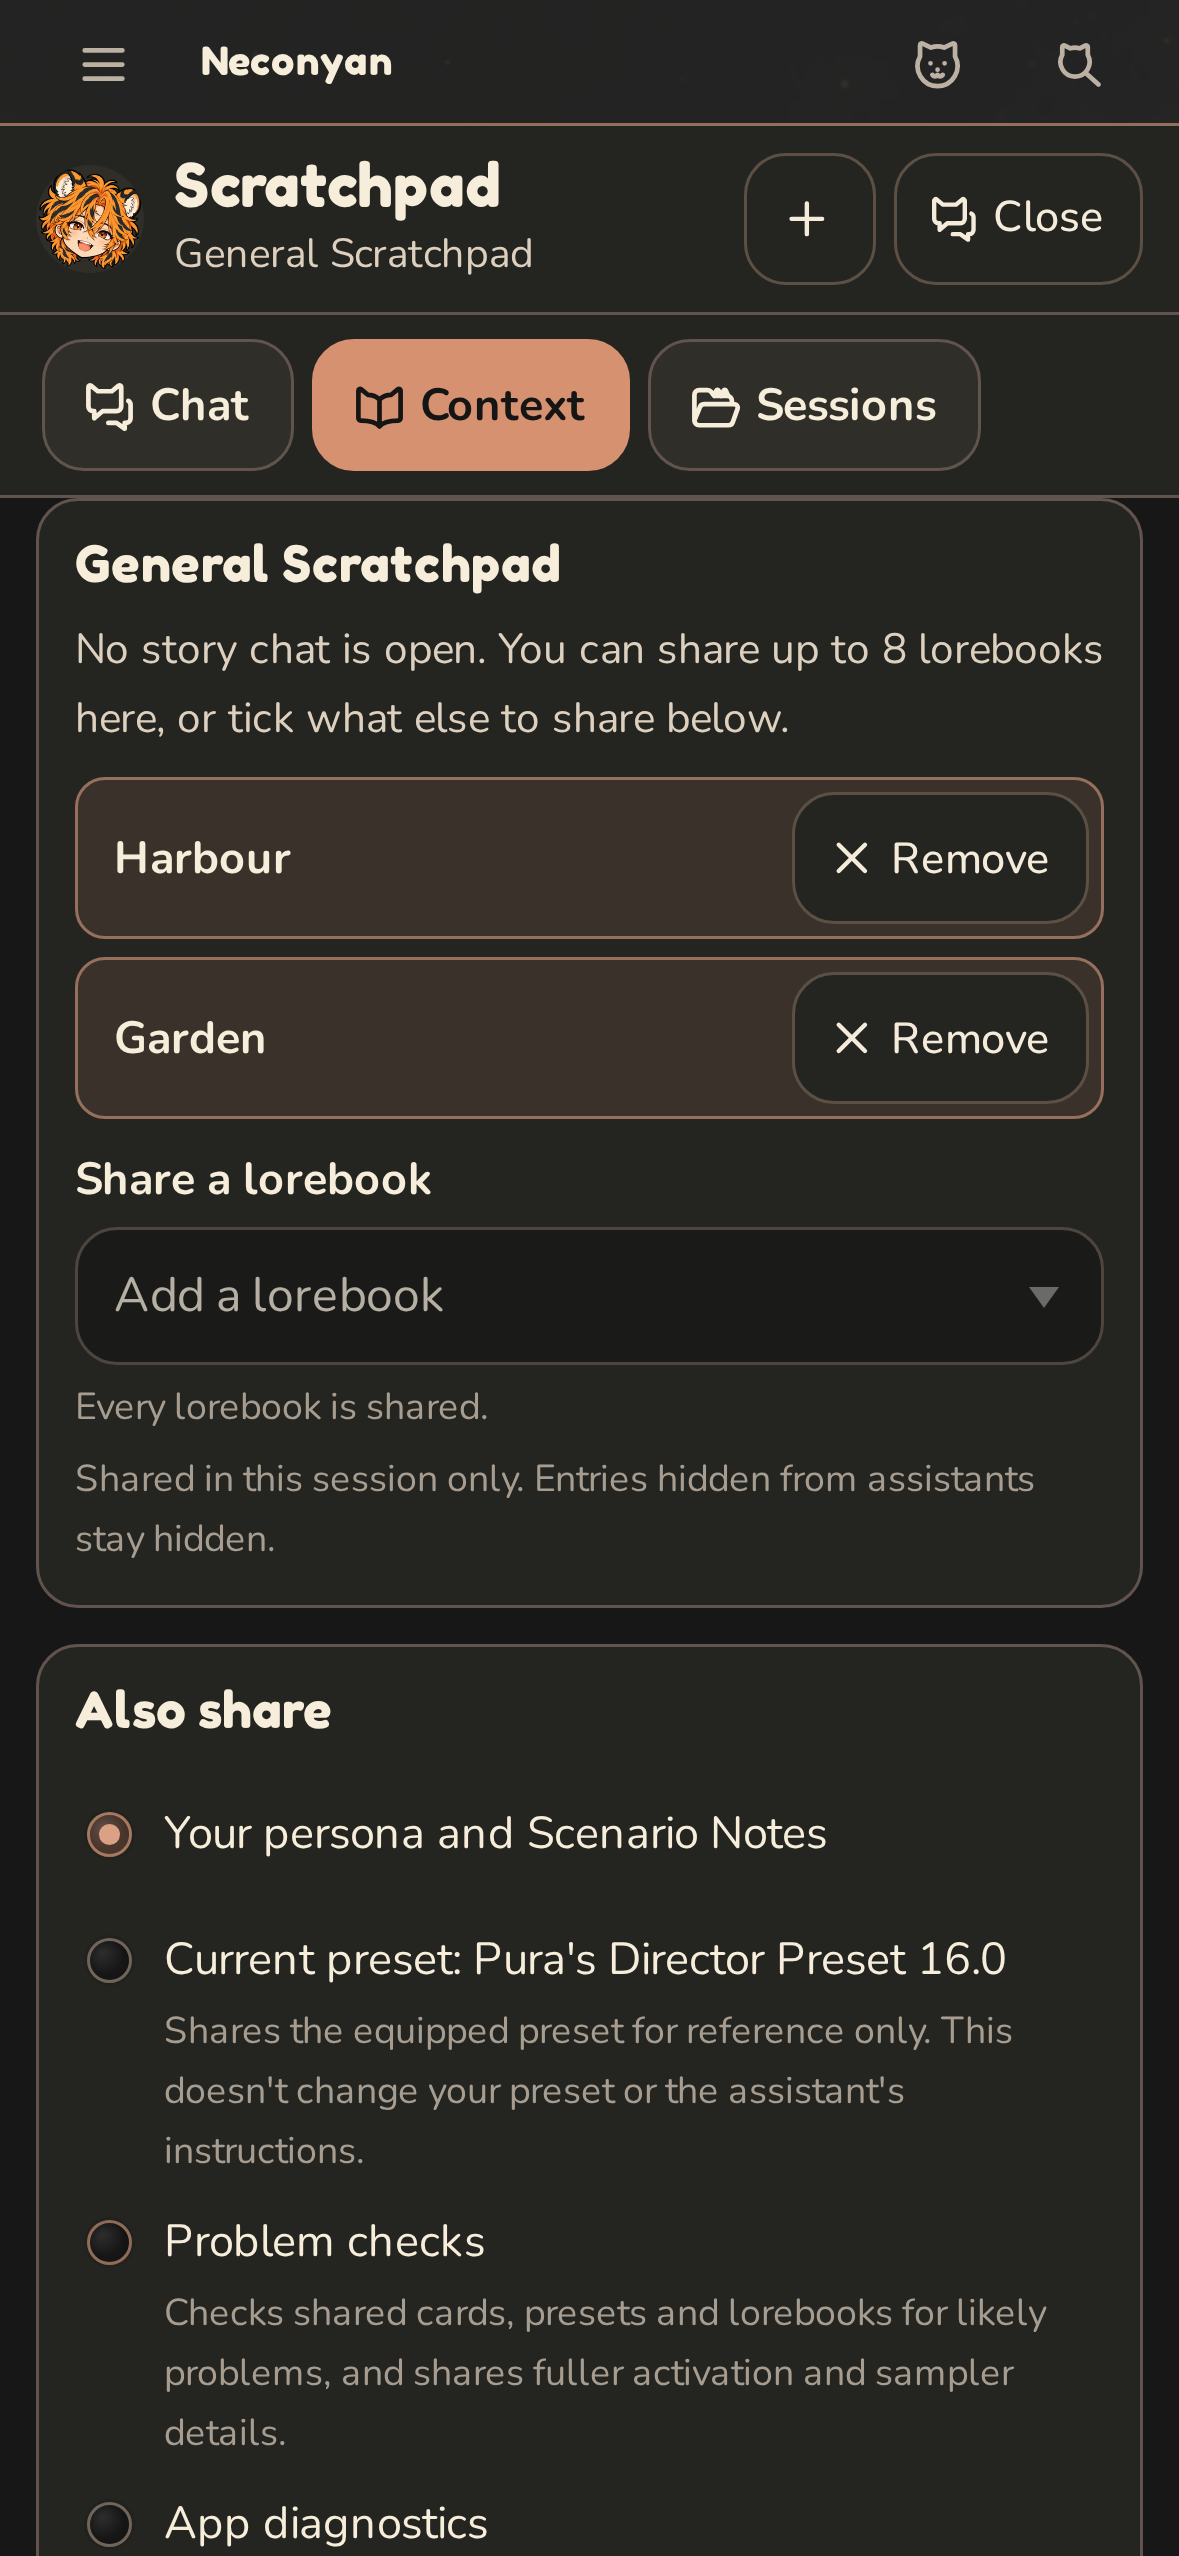 Neconyan
Scratchpad
General Scratchpad
Close
Chat
Context
Sessions
General Scratchpad
No story chat is open. You can share up to 8 lorebooks
here, or tick what else to share below.
Harbour
Remove
Garden
Remove
Share a lorebook
Add a lorebook
Every lorebook is shared.
Shared in this session only. Entries hidden from assistants
stay hidden.
Also share
Your persona and Scenario Notes
Current preset: Pura's Director Preset 16.0
Shares the equipped preset for reference only. This
doesn't change your preset or the assistant's
instructions.
Problem checks
Checks shared cards, presets and lorebooks for likely
problems, and shares fuller activation and sampler
details.
App diagnostics